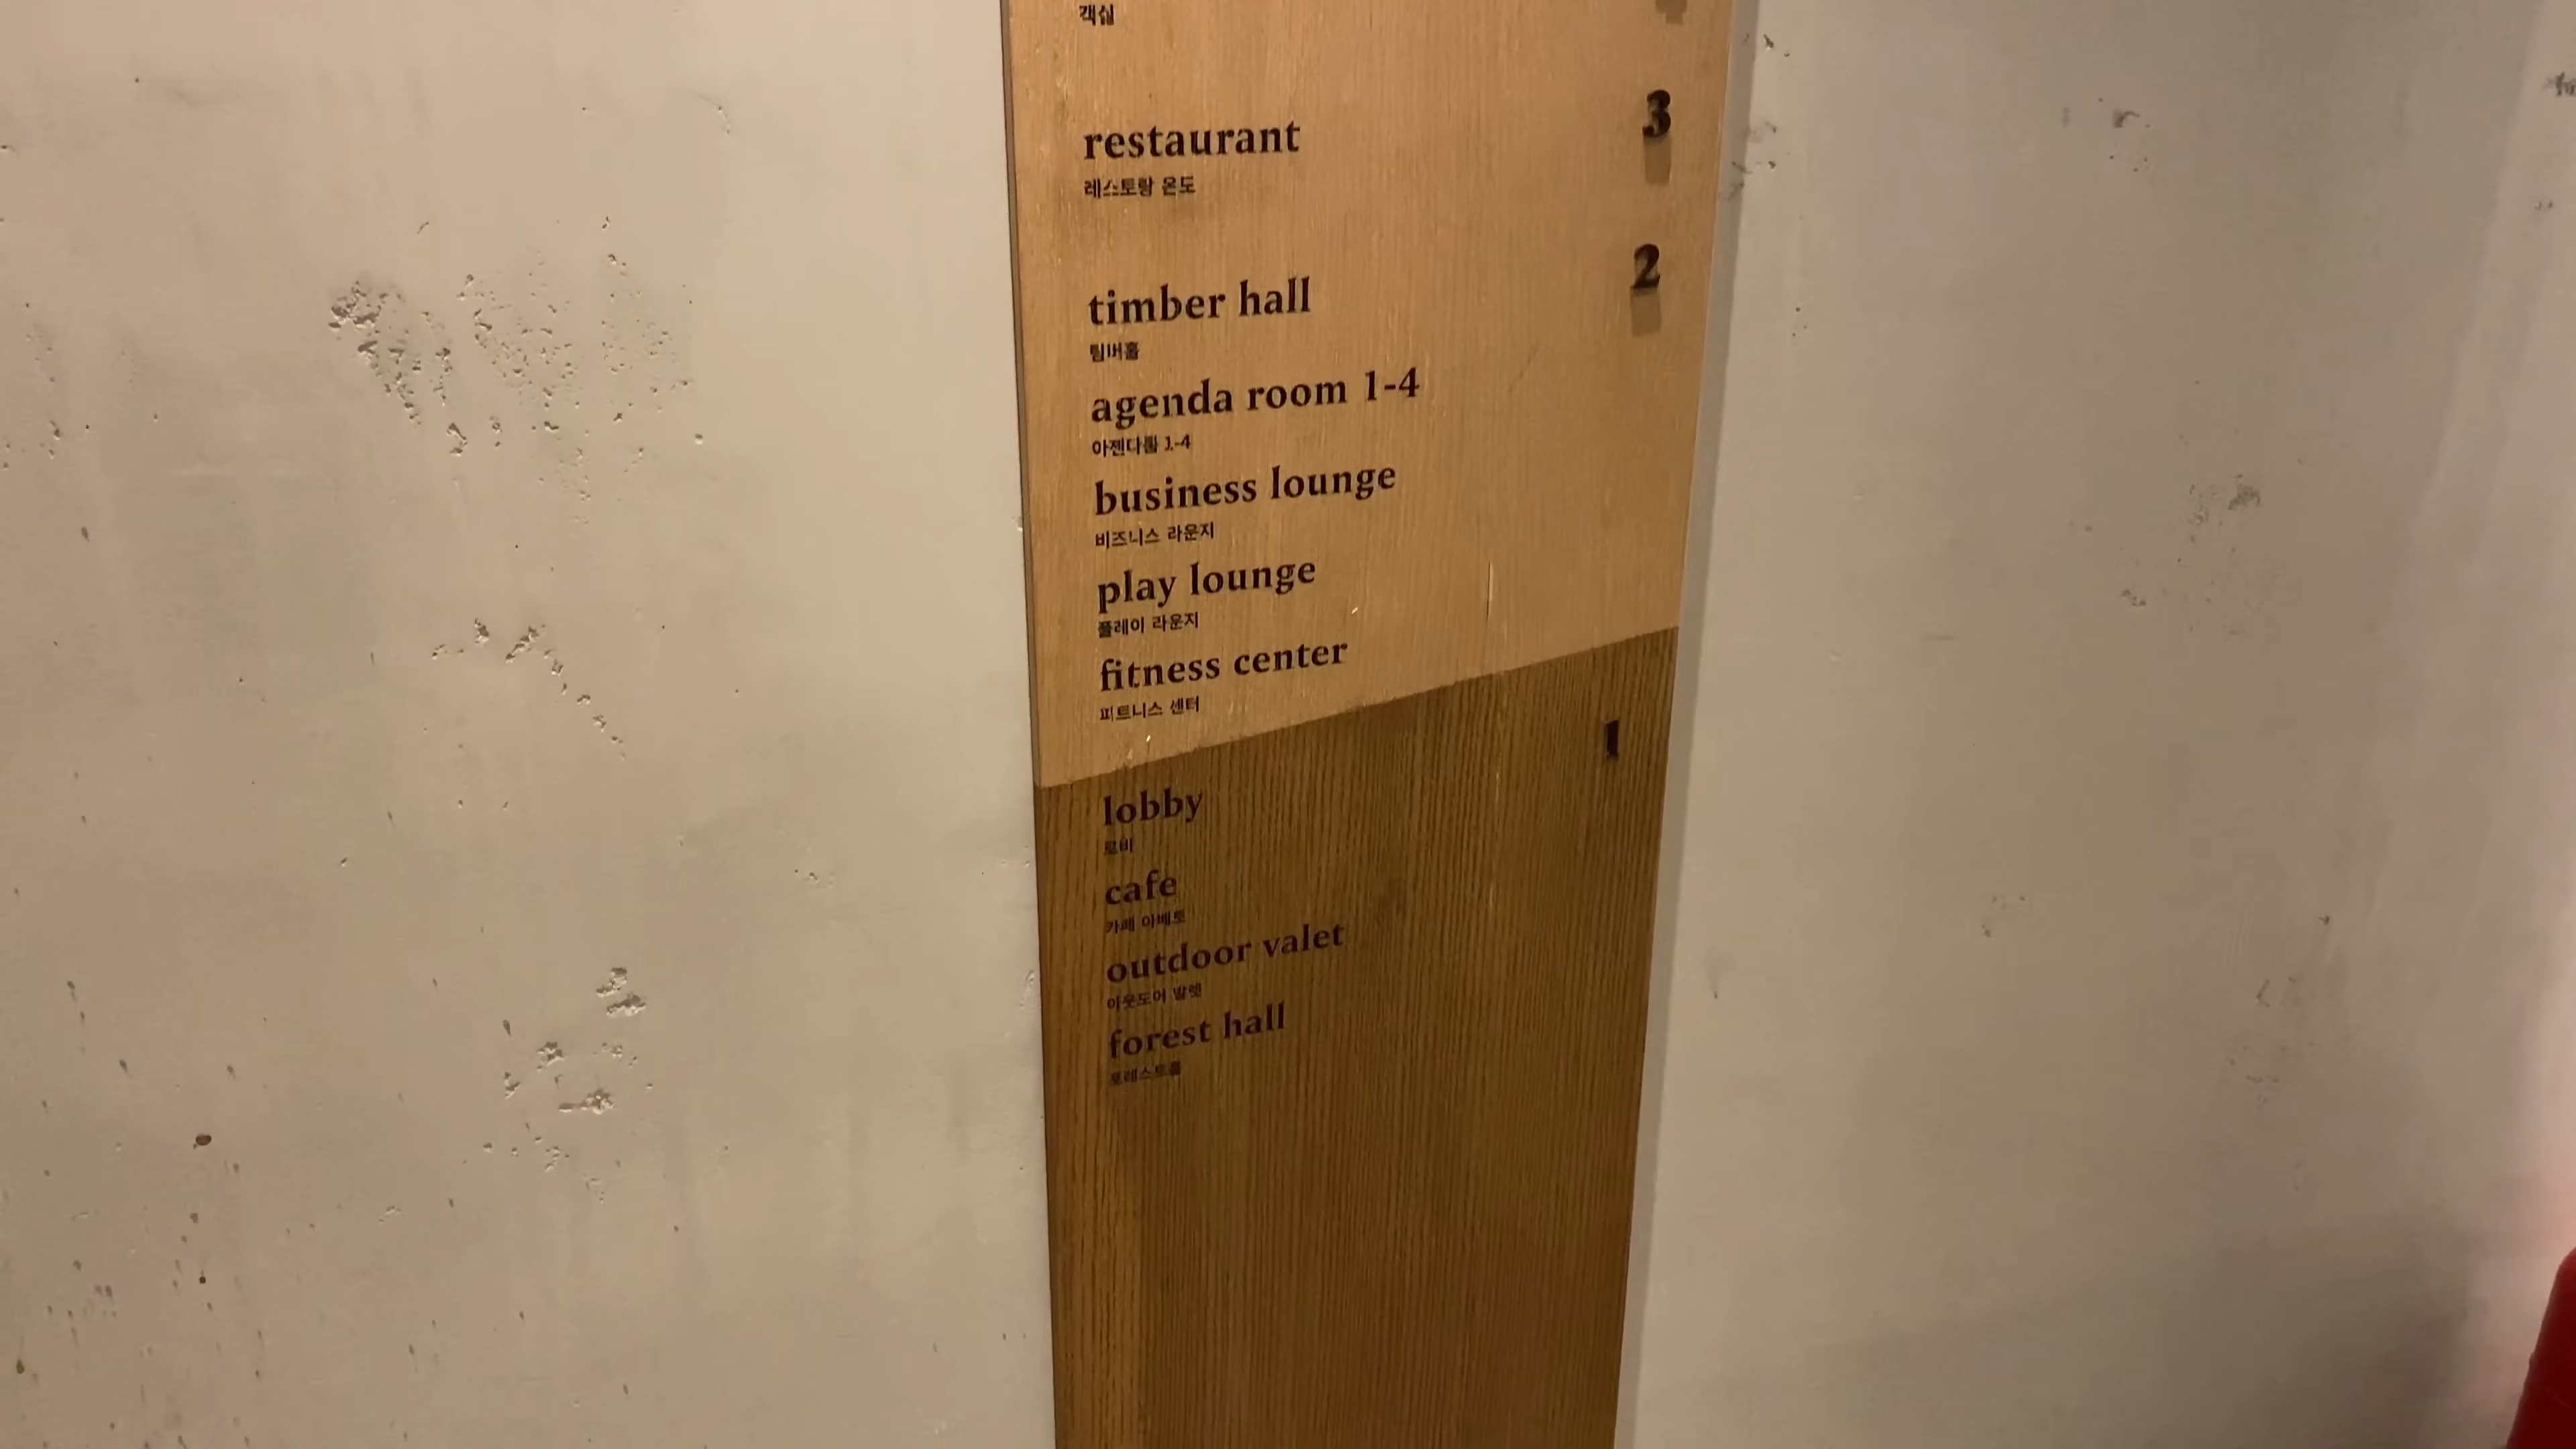 객실
3
restaurant
레스토랑 온도
2
timber hall
팀버홀
agenda room 1-4
아젠다룸 1-4
business lounge
비즈니스 라운지
play lounge
플레이 라운지
fitness center
피트니스 센터
1
lobby
로비
cafe
카페 아베토
outdoor valet
아웃도어 발렛
forest hall
포레스트홀